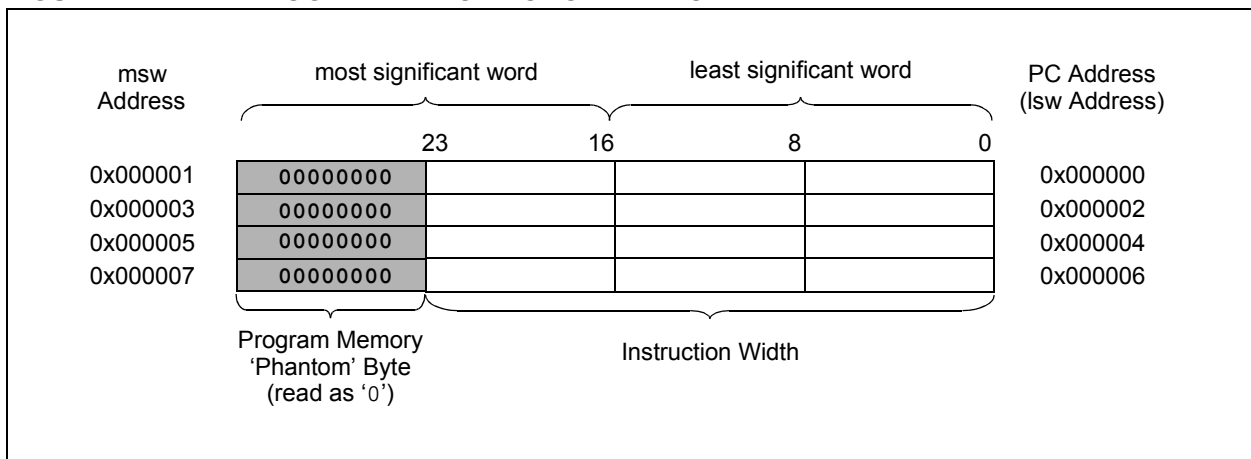 msw
Address
most significant word
least significant word
PC Address
(lsw Address)
23 16 8 0
0x000001 00000000 0x000000
0x000003 00000000 0x000002
0x000005 00000000 0x000004
0x000007 00000000 0x000006
Program Memory
‘Phantom’ Byte
(read as ‘0’)
Instruction Width